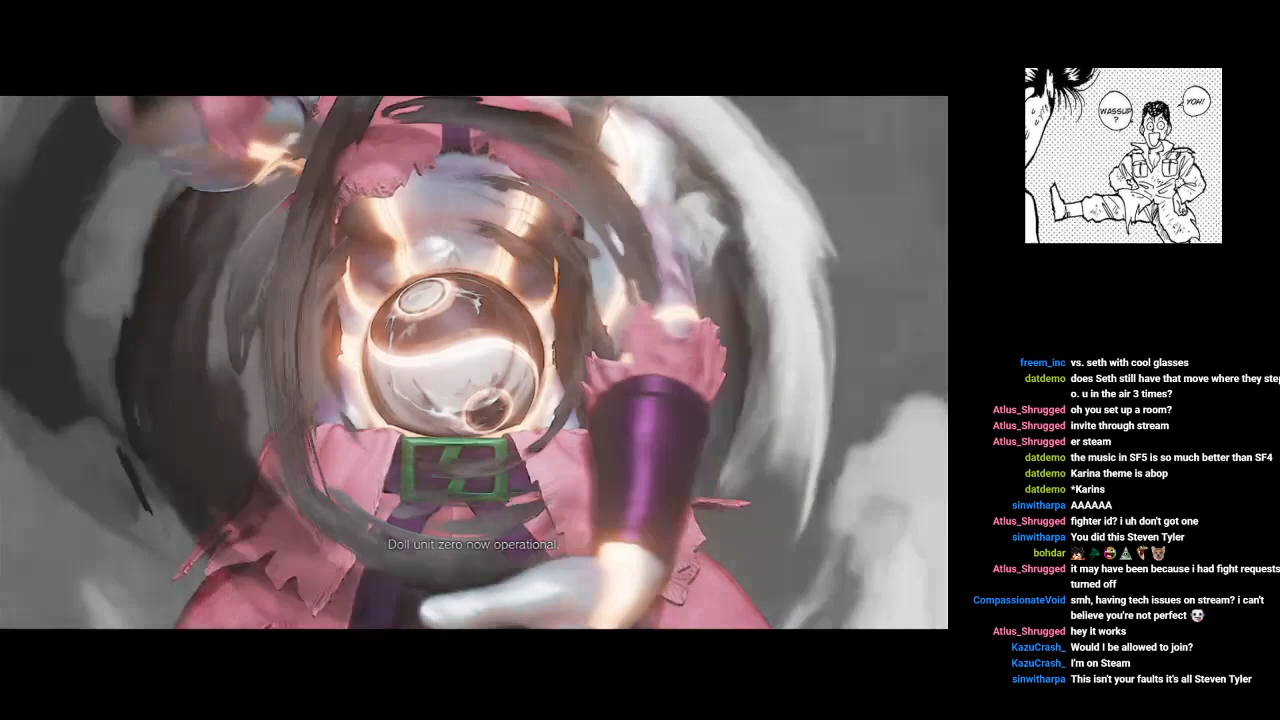 WASSUP
?
YOH!
Doll unit zero now operational.
freem_inc vs. seth with cool glasses
datdemo does Seth still have that move where they step
o. u in the air 3 times?
Atlus_Shrugged oh you set up a room?
Atlus_Shrugged invite through stream
Atlus_Shrugged er steam
datdemo the music in SF5 is so much better than SF4
datdemo Karina theme is abop
datdemo *Karins
sinwitharpa AAAAAA
Atlus_Shrugged fighter id? i uh don't got one
sinwitharpa You did this Steven Tyler
bohdar
Atlus_Shrugged it may have been because i had fight requests
turned off
CompassionateVoid smh, having tech issues on stream? i can't
believe you're not perfect
Atlus_Shrugged hey it works
KazuCrash_ Would I be allowed to join?
KazuCrash_ I'm on Steam
sinwitharpa This isn't your faults it's all Steven Tyler